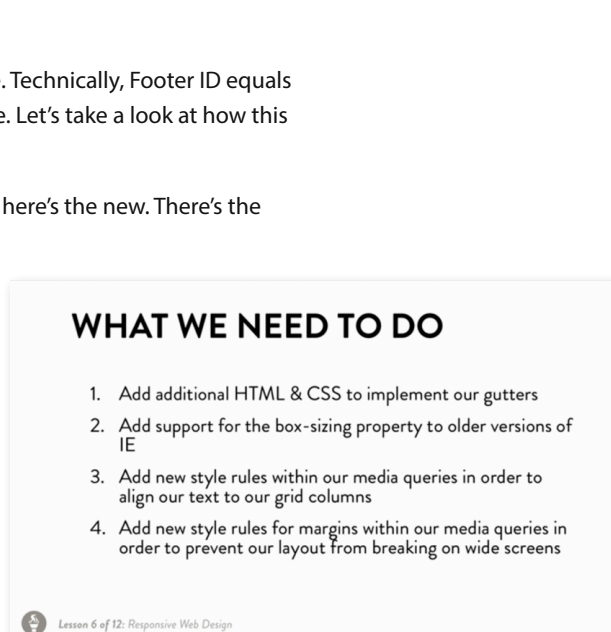 . Technically, Footer ID equals
e. Let's take a look at how this
here's the new. There's the
WHAT WE NEED TO DO
1. Add additional HTML & CSS to implement our gutters
2. Add support for the box-sizing property to older versions of
IE
3. Add new style rules within our media queries in order to
align our text to our grid columns
4. Add new style rules for margins within our media queries in
order to prevent our layout from breaking on wide screens
Lesson 6 of 12: Responsive Web Design